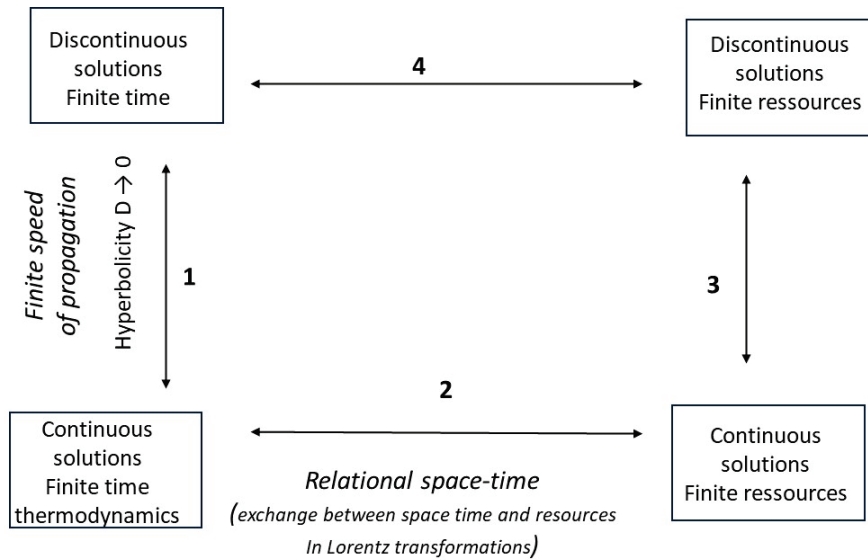 Discontinuous
solutions
Finite time
4
Discontinuous
solutions
Finite ressources
Finite speed
of propagation
Hyperbolicity D → 0
1
3
2
Continuous
solutions
Finite time
thermodynamics
Relational space-time
(exchange between space time and resources
In Lorentz transformations)
Continuous
solutions
Finite ressources